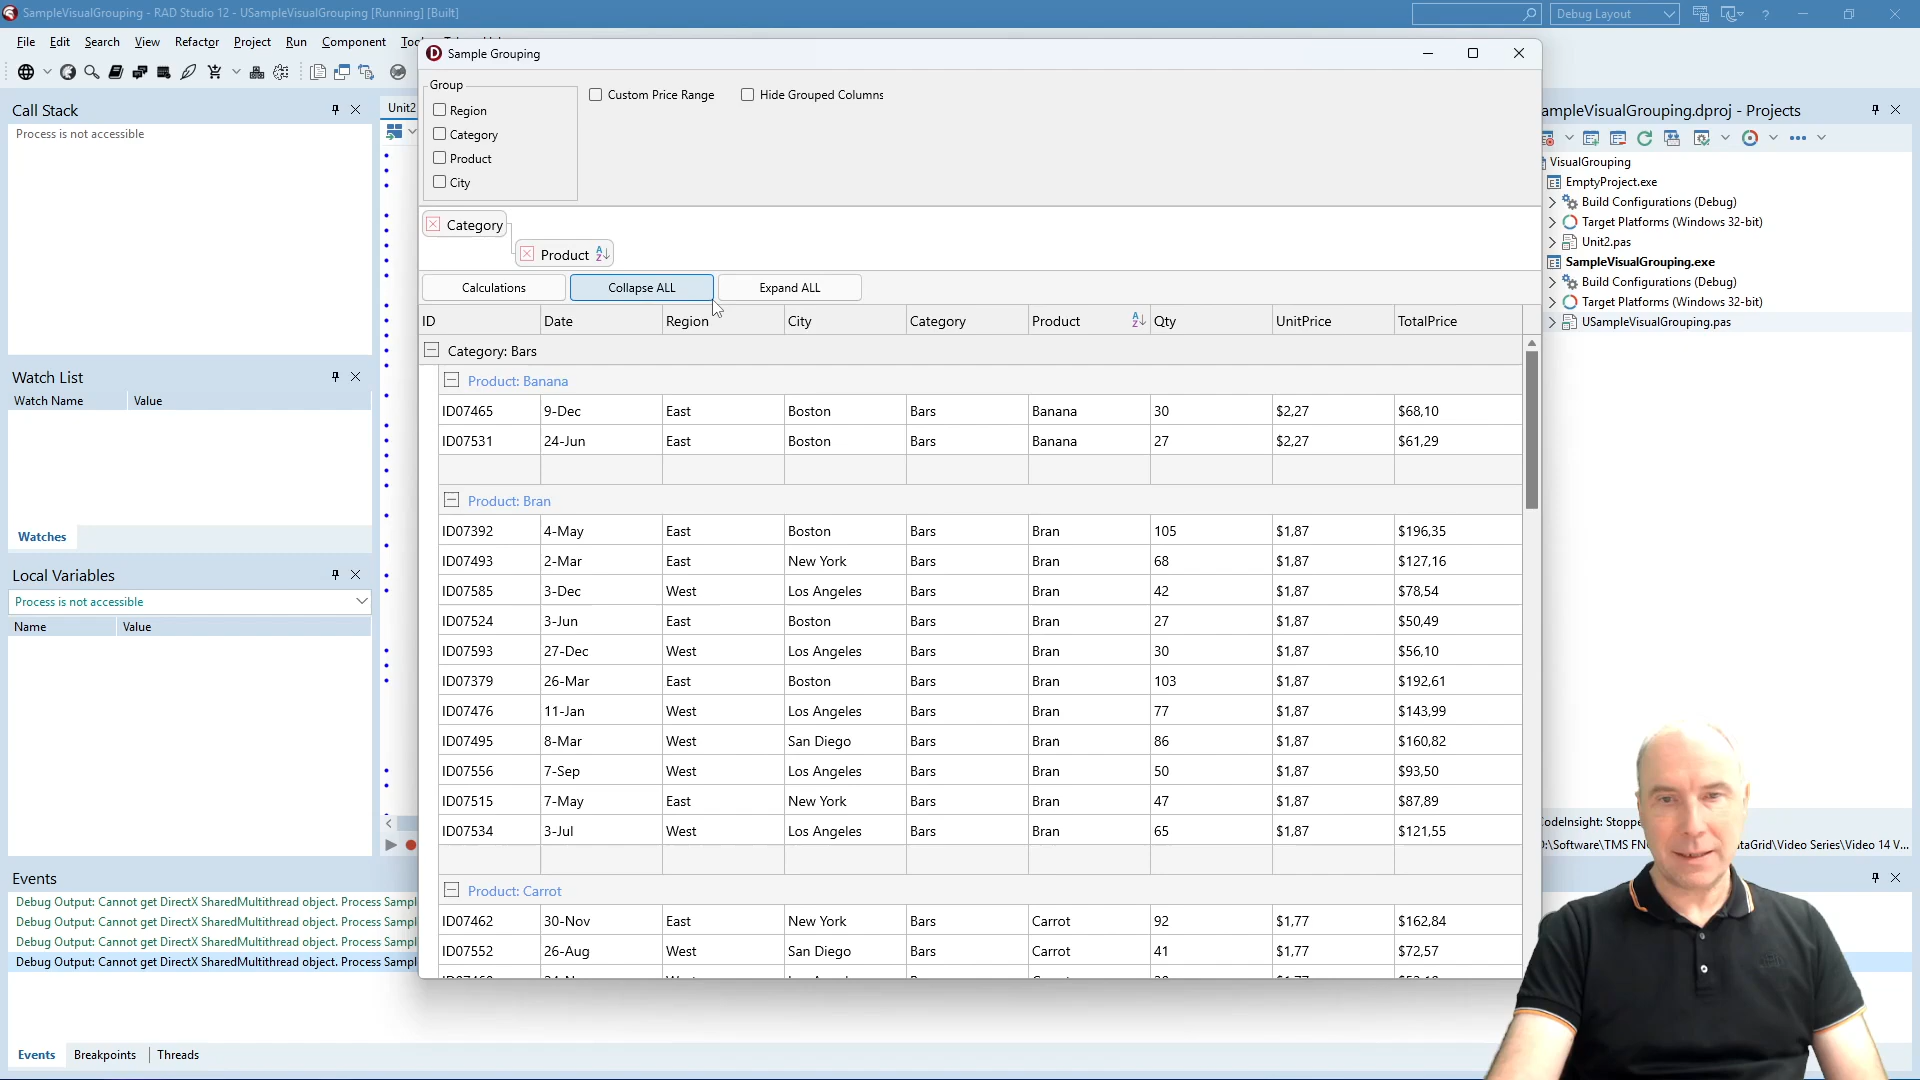 SampleVisualGrouping - RAD Studio 12 - USampleVisualGrouping [Running] [Built]
Debug Layout
File Edit Search View Refactor Project Run Component
Sample Grouping
Call Stack
Process is not accessible
Unit2
Group
Region
Category
Product
City
Custom Price Range
Hide Grouped Columns
Category
Product
Calculations
Collapse ALL
Expand ALL
ID Date Region City Category Product Qty UnitPrice TotalPrice
Category: Bars
Product: Banana
ID07465 9-Dec East Boston Bars Banana 30 $2,27 $68,10
ID07531 24-Jun East Boston Bars Banana 27 $2,27 $61,29
Product: Bran
ID07392 4-May East Boston Bars Bran 105 $1,87 $196,35
ID07493 2-Mar East New York Bars Bran 68 $1,87 $127,16
ID07585 3-Dec West Los Angeles Bars Bran 42 $1,87 $78,54
ID07524 3-Jun East Boston Bars Bran 27 $1,87 $50,49
ID07593 27-Dec West Los Angeles Bars Bran 30 $1,87 $56,10
ID07379 26-Mar East Boston Bars Bran 103 $1,87 $192,61
ID07476 11-Jan West Los Angeles Bars Bran 77 $1,87 $143,99
ID07495 8-Mar West San Diego Bars Bran 86 $1,87 $160,82
ID07556 7-Sep West Los Angeles Bars Bran 50 $1,87 $93,50
ID07515 7-May East New York Bars Bran 47 $1,87 $87,89
ID07534 3-Jul West Los Angeles Bars Bran 65 $1,87 $121,55
Product: Carrot
ID07462 30-Nov East New York Bars Carrot 92 $1,77 $162,84
ID07552 26-Aug West San Diego Bars Carrot 41 $1,77 $72,57
Watch List
Watch Name Value
Watches
Local Variables
Process is not accessible
Name Value
Events
Debug Output: Cannot get DirectX SharedMultithread object. Process Sampl
Debug Output: Cannot get DirectX SharedMultithread object. Process Sampl
Debug Output: Cannot get DirectX SharedMultithread object. Process Sampl
Debug Output: Cannot get DirectX SharedMultithread object. Process Sampl
Events Breakpoints Threads
ampleVisualGrouping.dproj - Projects
VisualGrouping
EmptyProject.exe
Build Configurations (Debug)
Target Platforms (Windows 32-bit)
Unit2.pas
SampleVisualGrouping.exe
Build Configurations (Debug)
Target Platforms (Windows 32-bit)
USampleVisualGrouping.pas
odeInsight: Stoppe
:\Software\TMS FN
ataGrid\Video Series\Video 14 V...